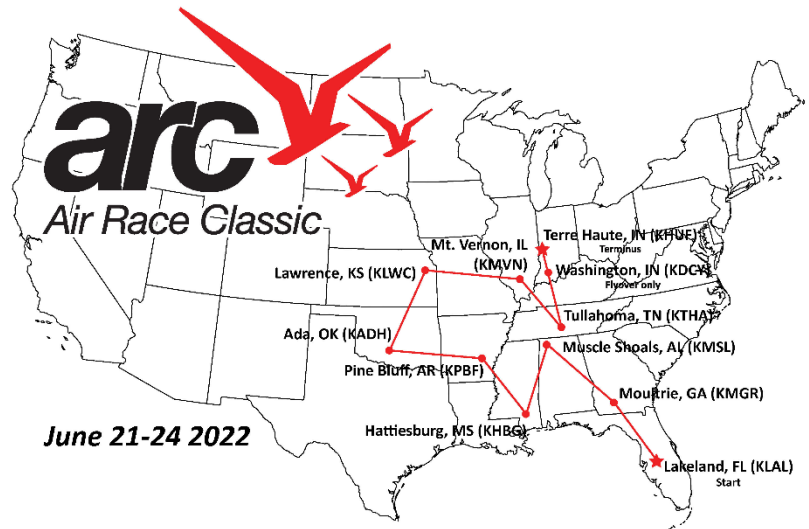 arc
Air Race Classic
Terre Haute, IN (KHUF)
Terminus
Mt. Vernon, IL
(KMVN)
Lawrence, KS (KLWC)
Washington, IN (KDCY)
Flyover only
Tullahoma, TN (KTHA)
Ada, OK (KADH)
Muscle Shoals, AL (KMSL)
Pine Bluff, AR (KPBF)
Moultrie, GA (KMGR)
Hattiesburg, MS (KHBG)
June 21-24 2022
Lakeland, FL (KLAL)
Start